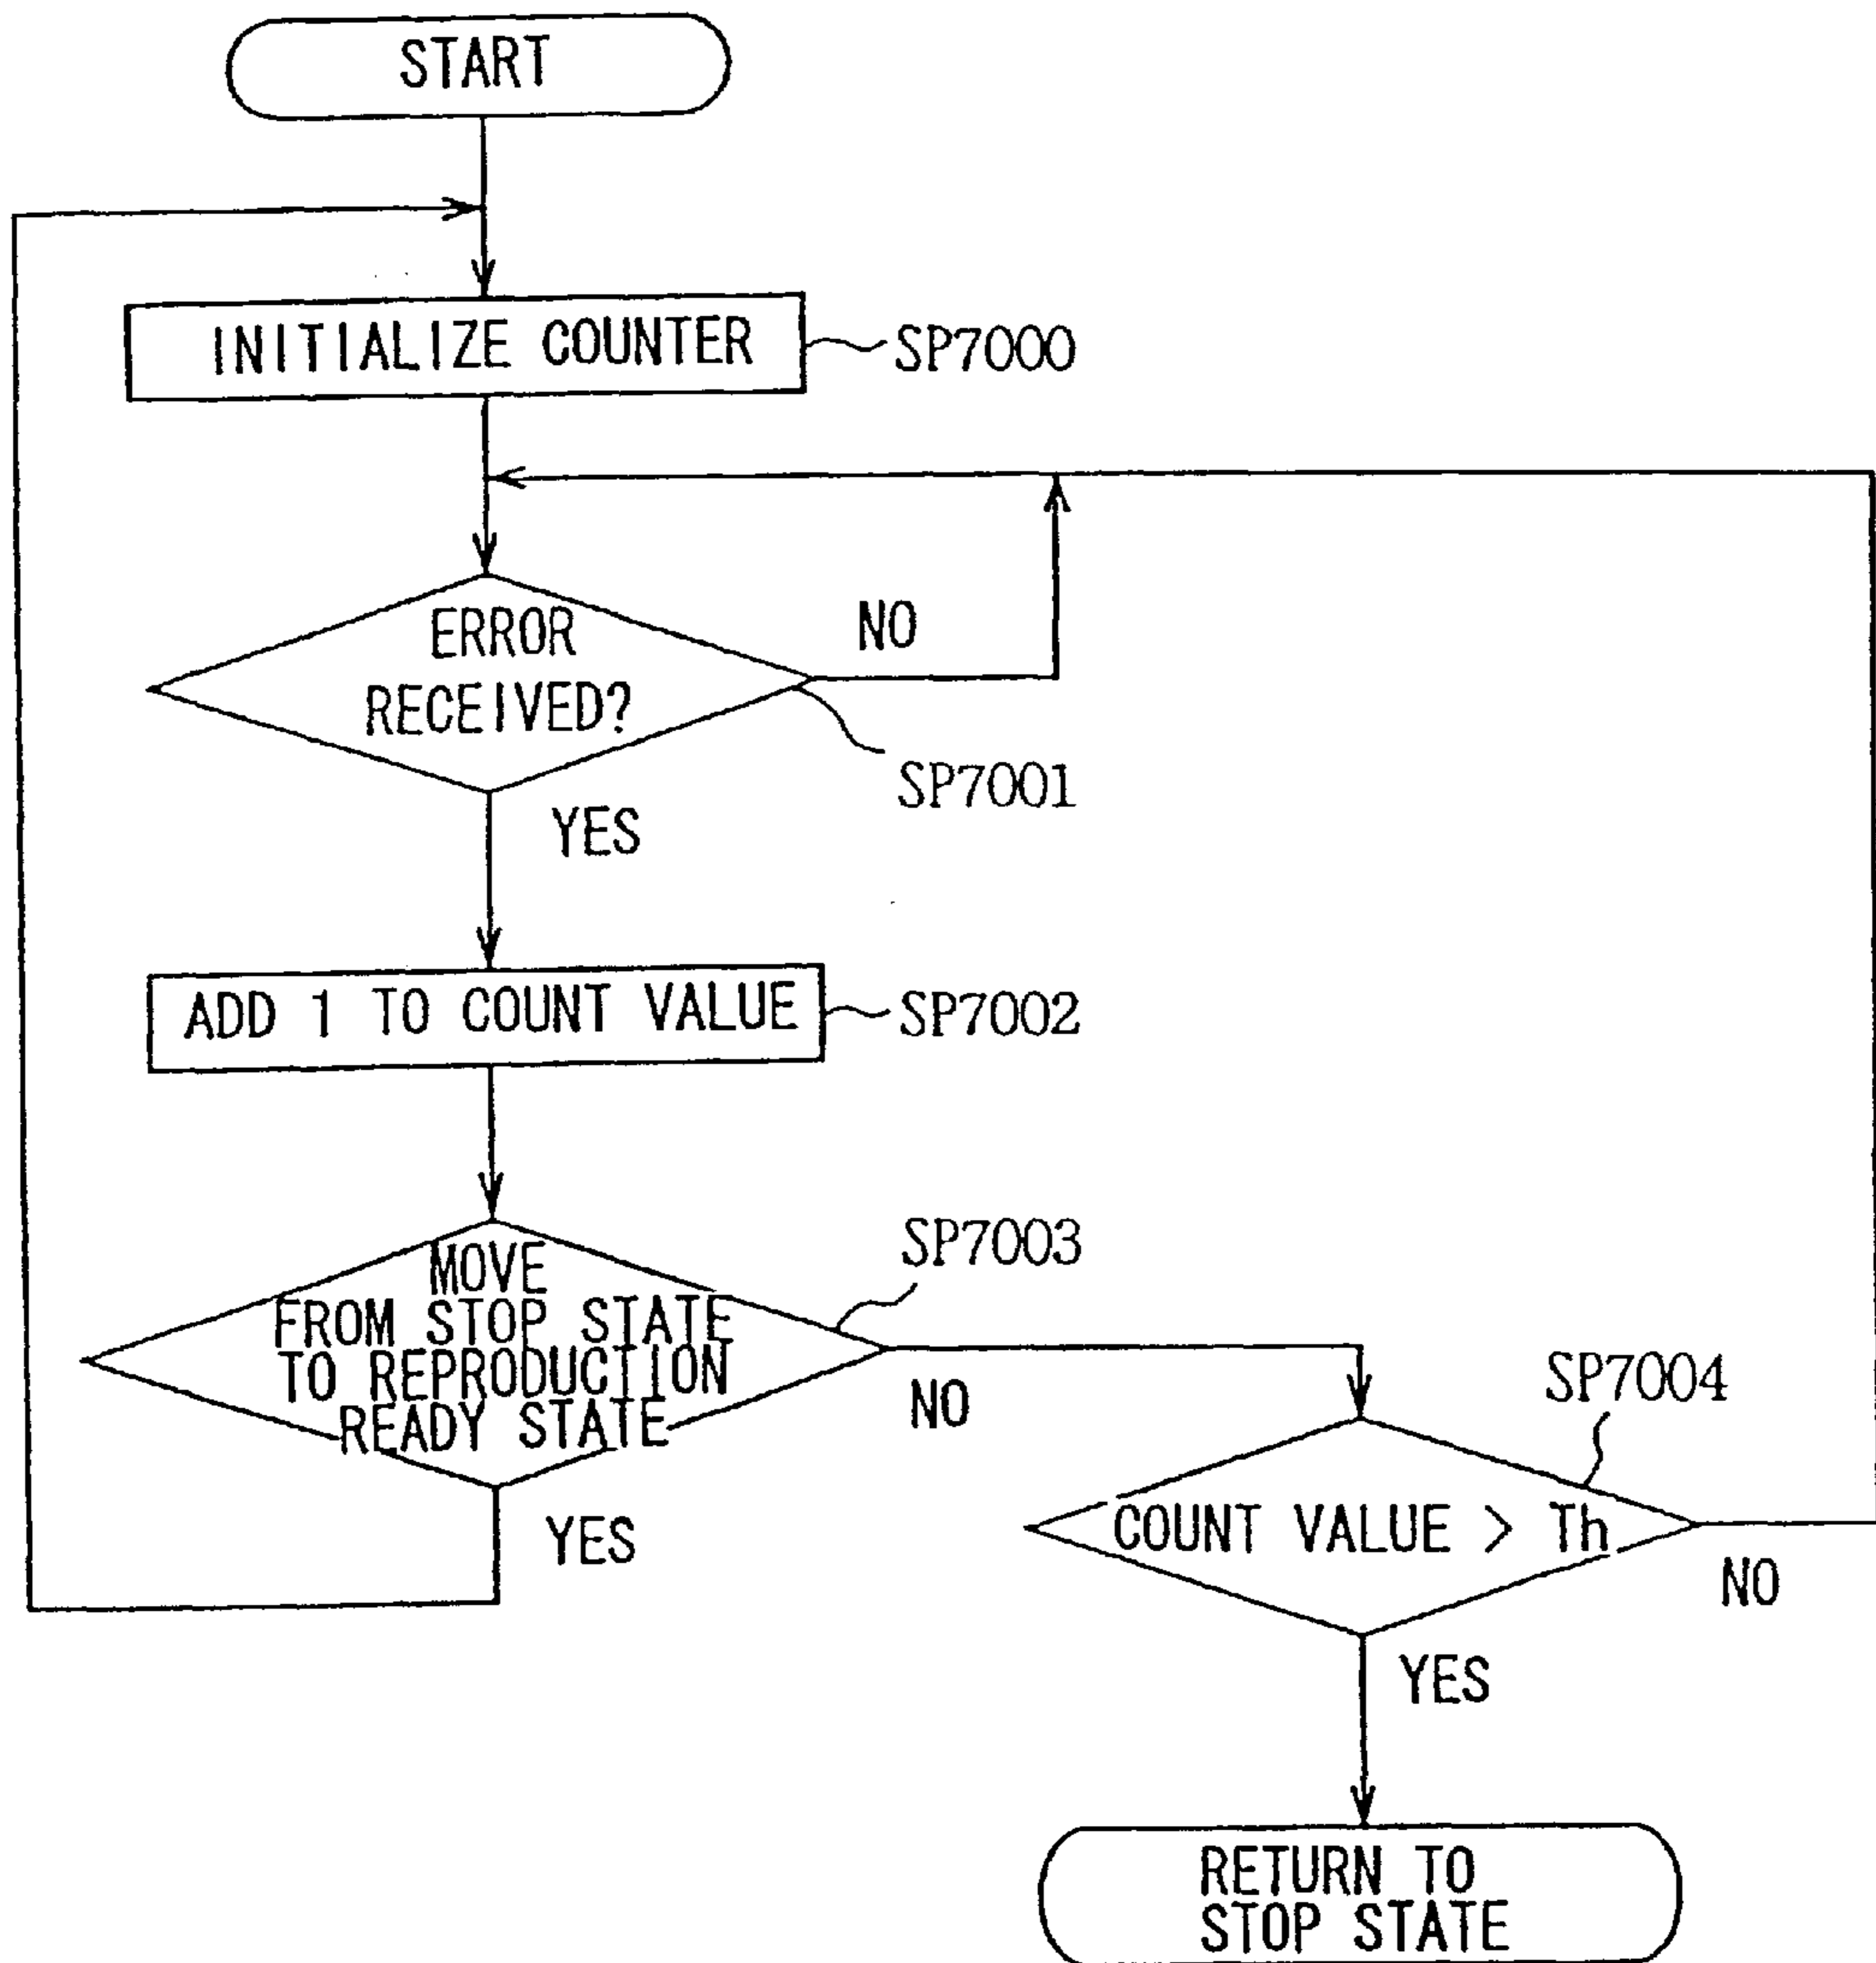 START
INITIALIZE COUNTER
SP7000
ERROR
RECEIVED?
NO
SP7001
YES
ADD 1 TO COUNT VALUE
SP7002
MOVE
FROM STOP STATE
TO REPRODUCTION
READY STATE
SP7003
NO
YES
SP7004
COUNT VALUE > Th
NO
YES
RETURN TO
STOP STATE